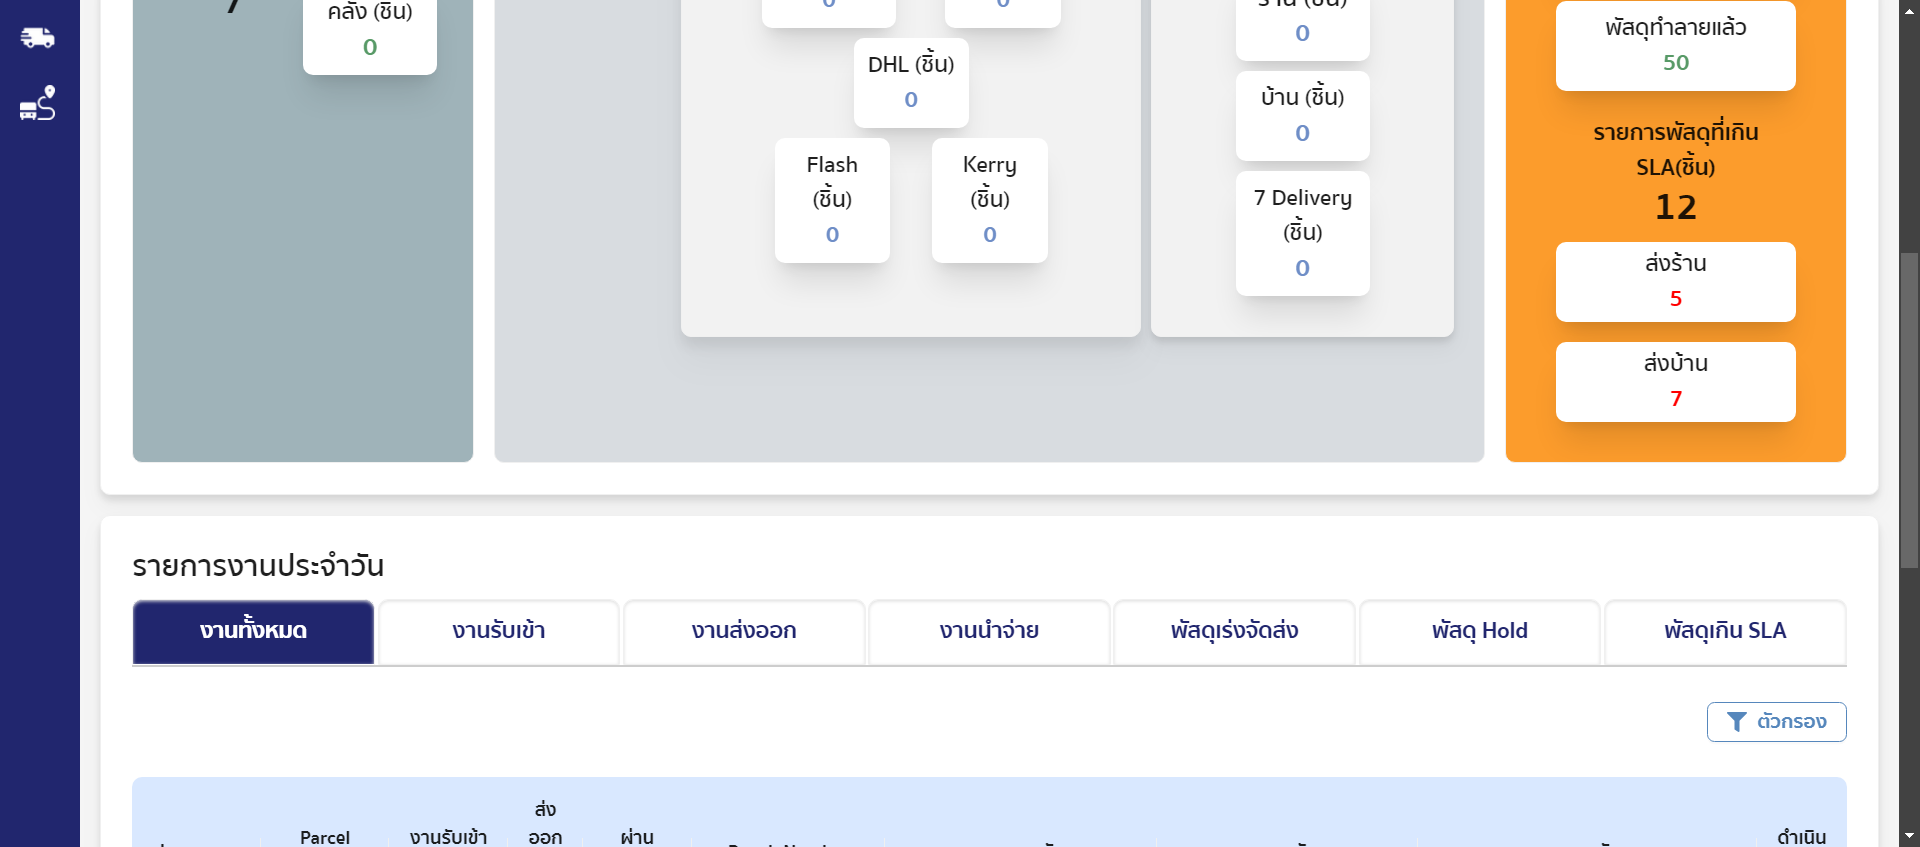 คลัง (ชิ้น)
0
0
0
DHL (ชิ้น)
0
Flash
(ชิ้น)
0
Kerry
(ชิ้น)
0
0
บ้าน (ชิ้น)
0
7 Delivery
(ชิ้น)
0
พัสดุทำลายแล้ว
50
รายการพัสดุที่เกิน
SLA(ชิ้น)
12
ส่งร้าน
5
ส่งบ้าน
7
รายการงานประจำวัน
งานทั้งหมด
งานรับเข้า
งานส่งออก
งานนำจ่าย
พัสดุเร่งจัดส่ง
พัสดุ Hold
พัสดุเกิน SLA
ตัวกรอง
Parcel
งานรับเข้า
ส่ง
ออก
ผ่าน
ดำเนิน